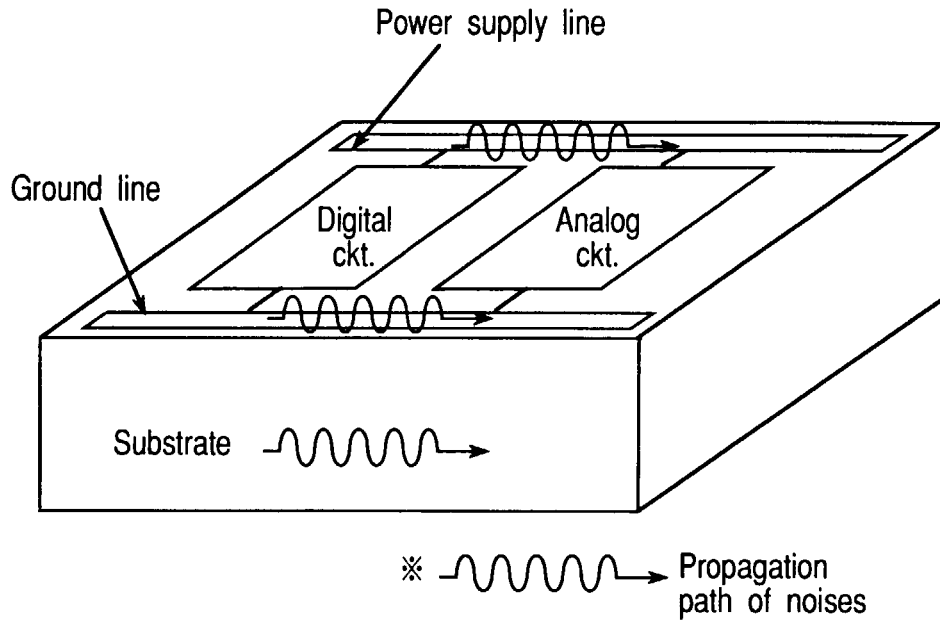 Power supply line
Ground line
Digital
ckt.
Analog
ckt.
Substrate
※
Propagation
path of noises